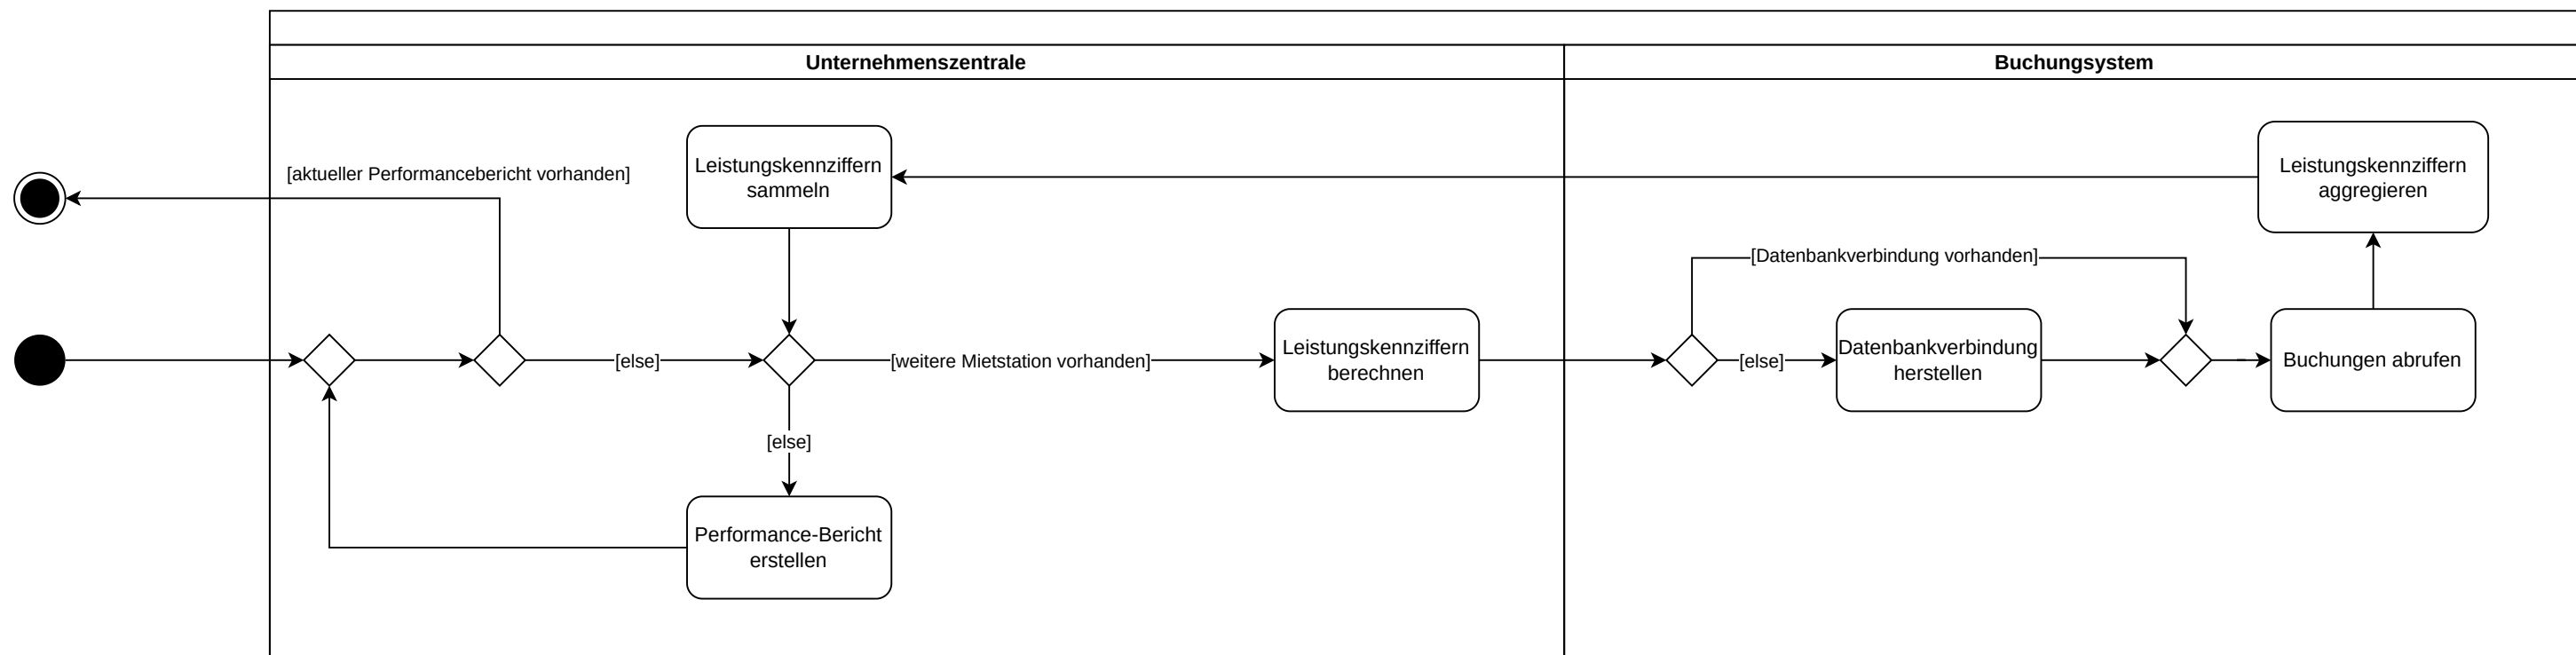 Unternehmenszentrale
Buchungsystem
[aktueller Performancebericht vorhanden]
Leistungskennziffern
sammeln
Leistungskennziffern
aggregieren
[Datenbankverbindung vorhanden]
[else]
[weitere Mietstation vorhanden]
Leistungskennziffern
berechnen
[else]
Datenbankverbindung
herstellen
Buchungen abrufen
[else]
Performance-Bericht
erstellen